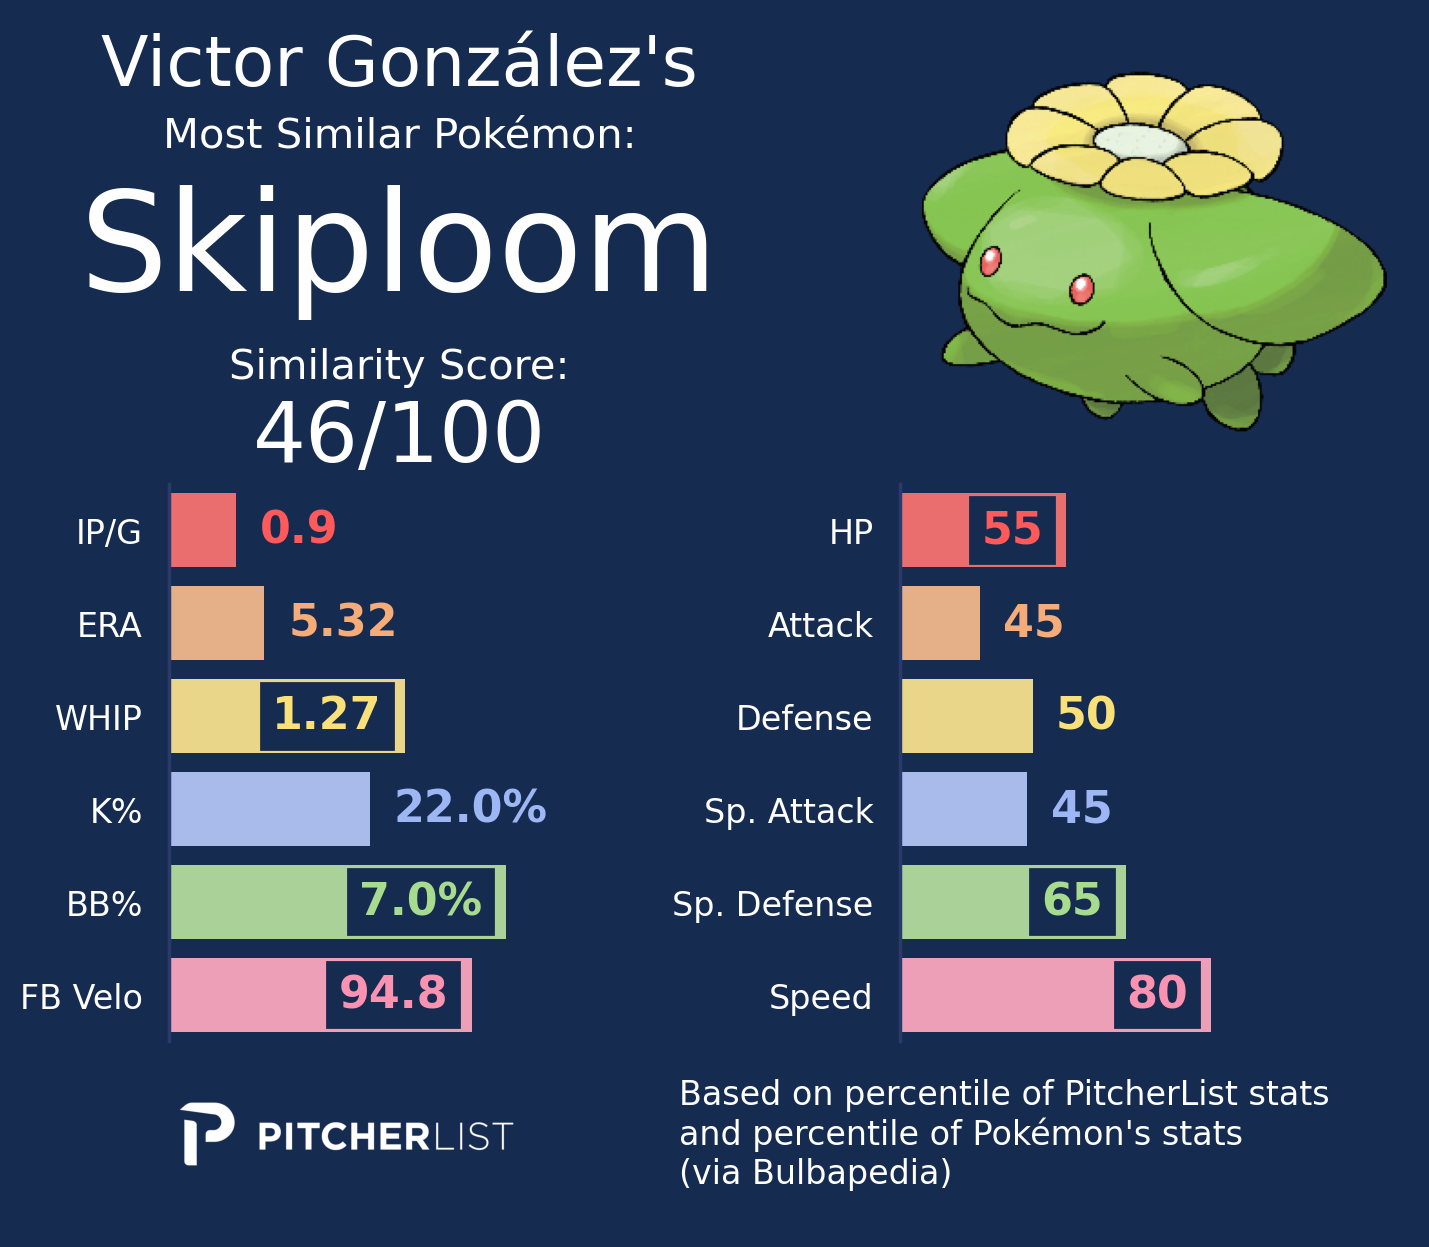 Victor González's
Most Similar Pokémon:
Skiploom
Similarity Score:
46/100
IP/G 0.9
ERA 5.32
WHIP 1.27
K% 22.0%
BB% 7.0%
FB Velo 94.8
HP 55
Attack 45
Defense 50
Sp. Attack 45
Sp. Defense 65
Speed 80
PITCHERLIST
Based on percentile of PitcherList stats
and percentile of Pokémon's stats
(via Bulbapedia)